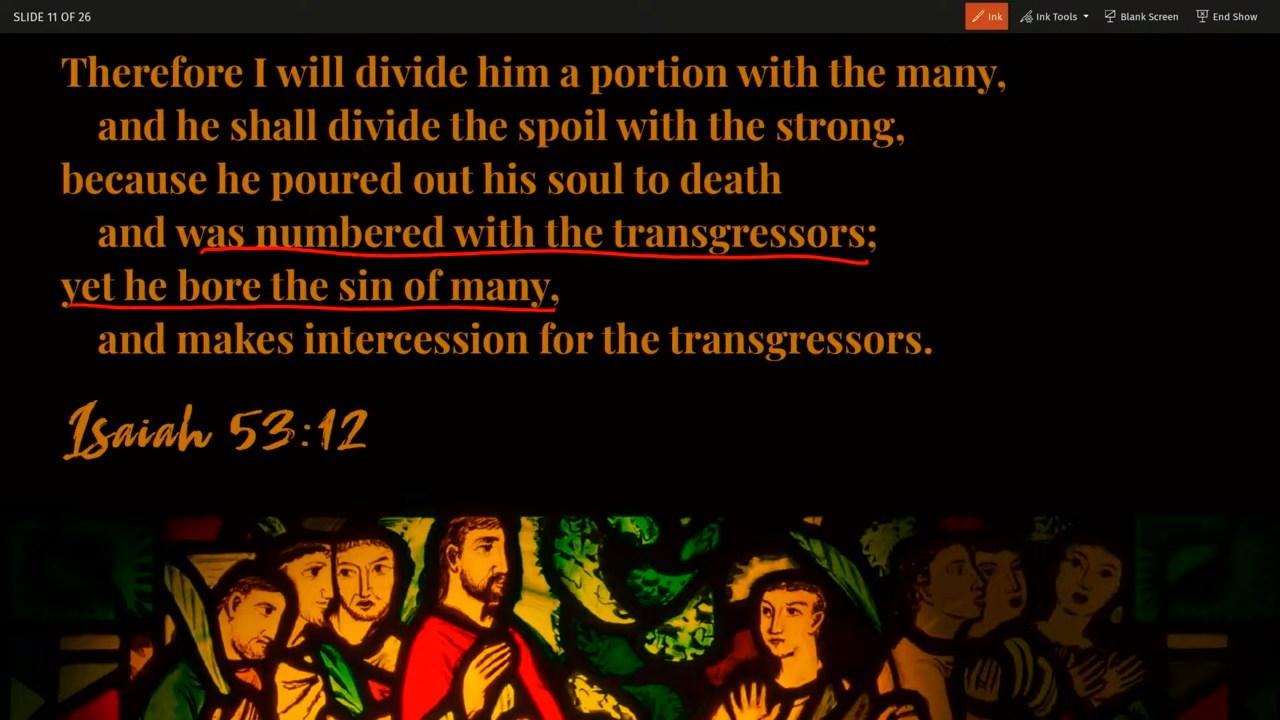 SLIDE 11 OF 26
Ink
Ink Tools
Blank Screen
End Show
Therefore I will divide him a portion with the many,
and he shall divide the spoil with the strong,
because he poured out his soul to death
and was numbered with the transgressors;
yet he bore the sin of many,
and makes intercession for the transgressors.
Isaiah 53:12